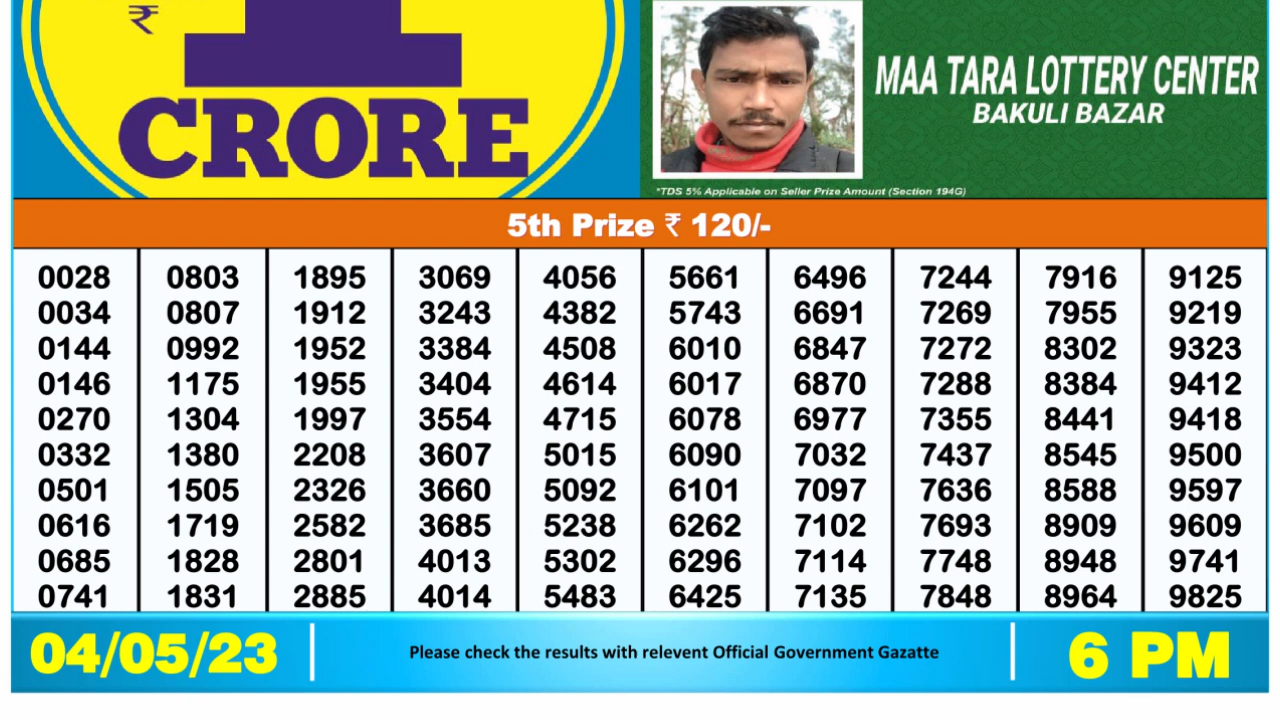 ₹
CRORE
MAA TARA LOTTERY CENTER
BAKULI BAZAR
*TDS 5% Applicable on Seller Prize Amount (Section 194G)
5th Prize ₹ 120/-
0028 0803 1895 3069 4056 5661 6496 7244 7916 9125
0034 0807 1912 3243 4382 5743 6691 7269 7955 9219
0144 0992 1952 3384 4508 6010 6847 7272 8302 9323
0146 1175 1955 3404 4614 6017 6870 7288 8384 9412
0270 1304 1997 3554 4715 6078 6977 7355 8441 9418
0332 1380 2208 3607 5015 6090 7032 7437 8545 9500
0501 1505 2326 3660 5092 6101 7097 7636 8588 9597
0616 1719 2582 3685 5238 6262 7102 7693 8909 9609
0685 1828 2801 4013 5302 6296 7114 7748 8948 9741
0741 1831 2885 4014 5483 6425 7135 7848 8964 9825
04/05/23
Please check the results with relevent Official Government Gazatte
6 PM